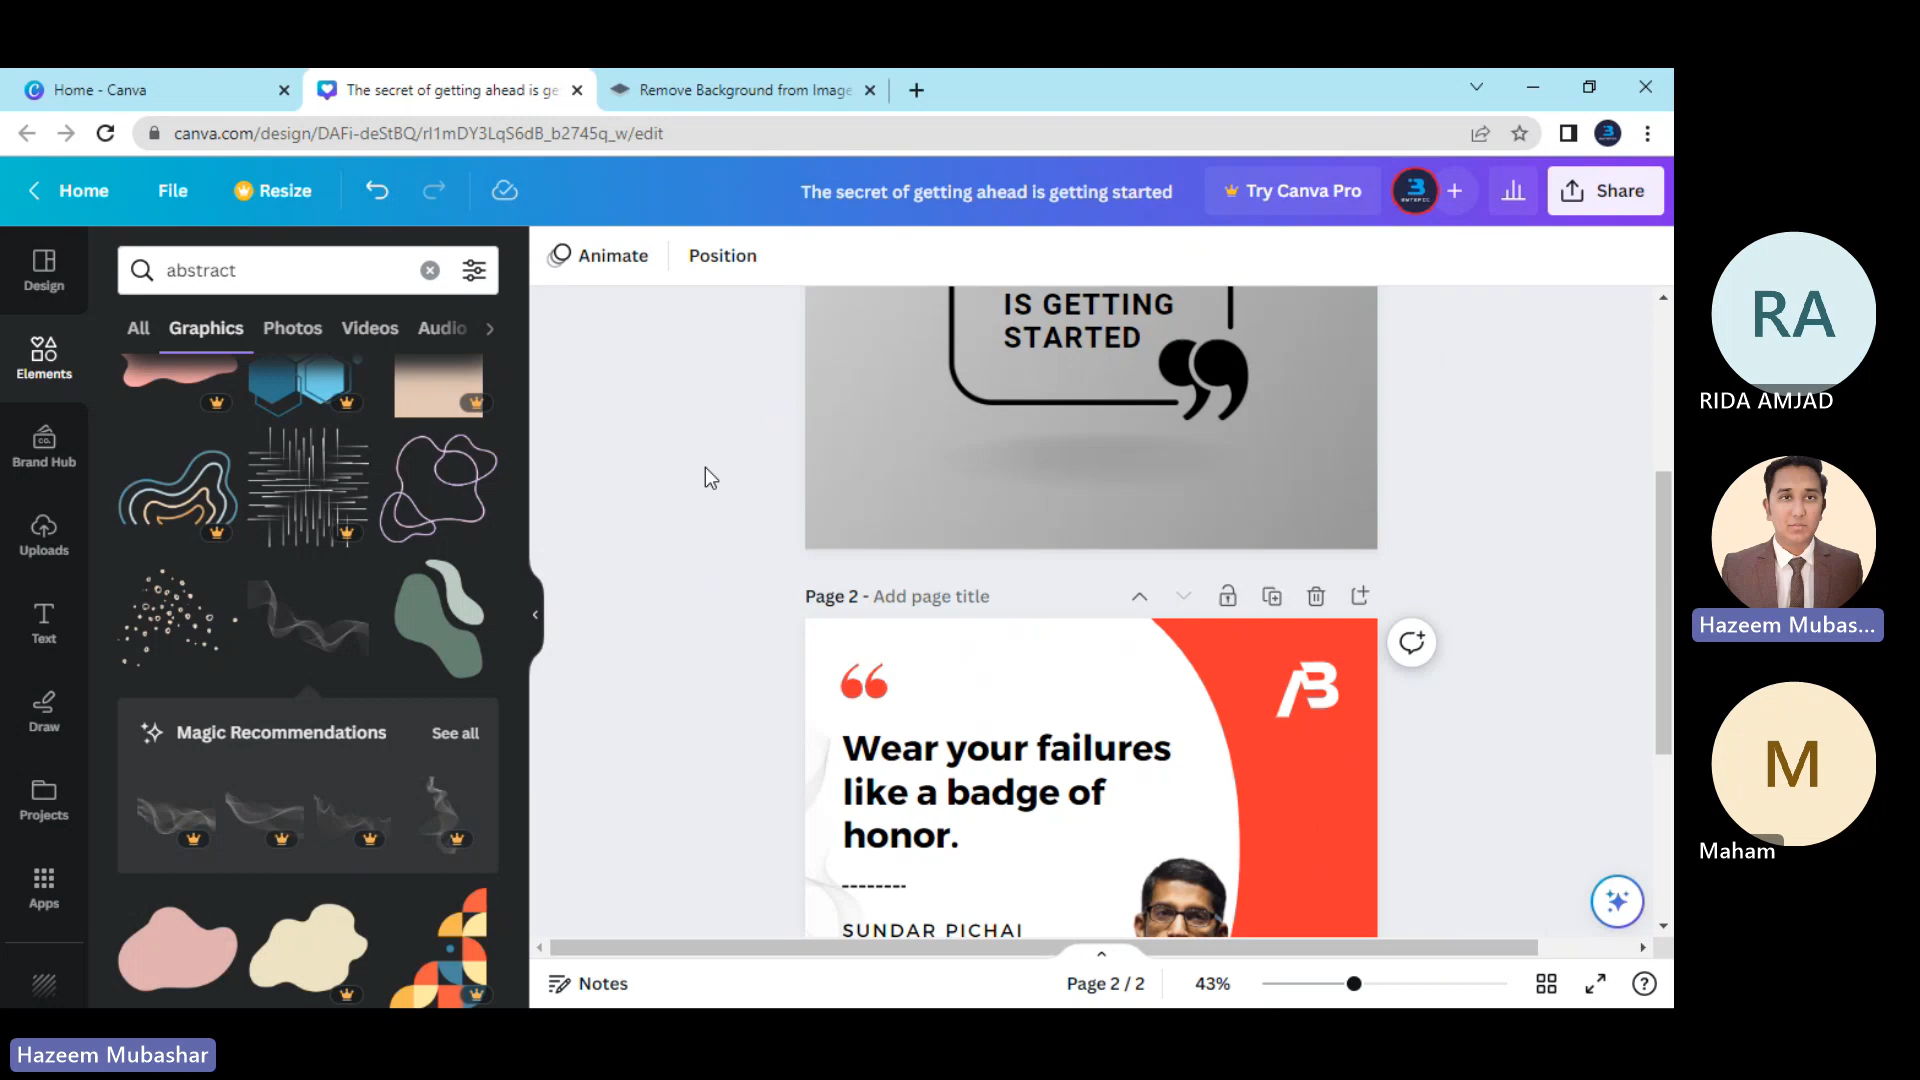 Home - Canva
The secret of getting ahead is ge
Remove Background from Image
canva.com/design/DAFi-deStBQ/rl1mDY3LqS6dB_b2745q_w/edit
Home
File
Resize
The secret of getting ahead is getting started
Try Canva Pro
Share
Design
Elements
Brand Hub
Uploads
Text
Draw
Projects
Apps
abstract
All
Graphics
Photos
Videos
Audio
Magic Recommendations
See all
Animate
Position
IS GETTING
STARTED
Page 2 - Add page title
Wear your failures
like a badge of
honor.
--------
SUNDAR PICHAI
Notes
Page 2 / 2
43%
RA
RIDA AMJAD
Hazeem Mubas...
M
Maham
Hazeem Mubashar